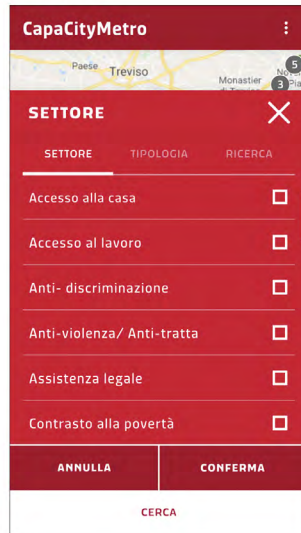 CapaCityMetro
Paese
Treviso
5
Monastier
3
SETTORE
SETTORE TIPOLOGIA RICERCA
Accesso alla casa
Accesso al lavoro
Anti- discriminazione
Anti-violenza/ Anti-tratta
Assistenza legale
Contrasto alla povertà
ANNULLA CONFERMA
CERCA